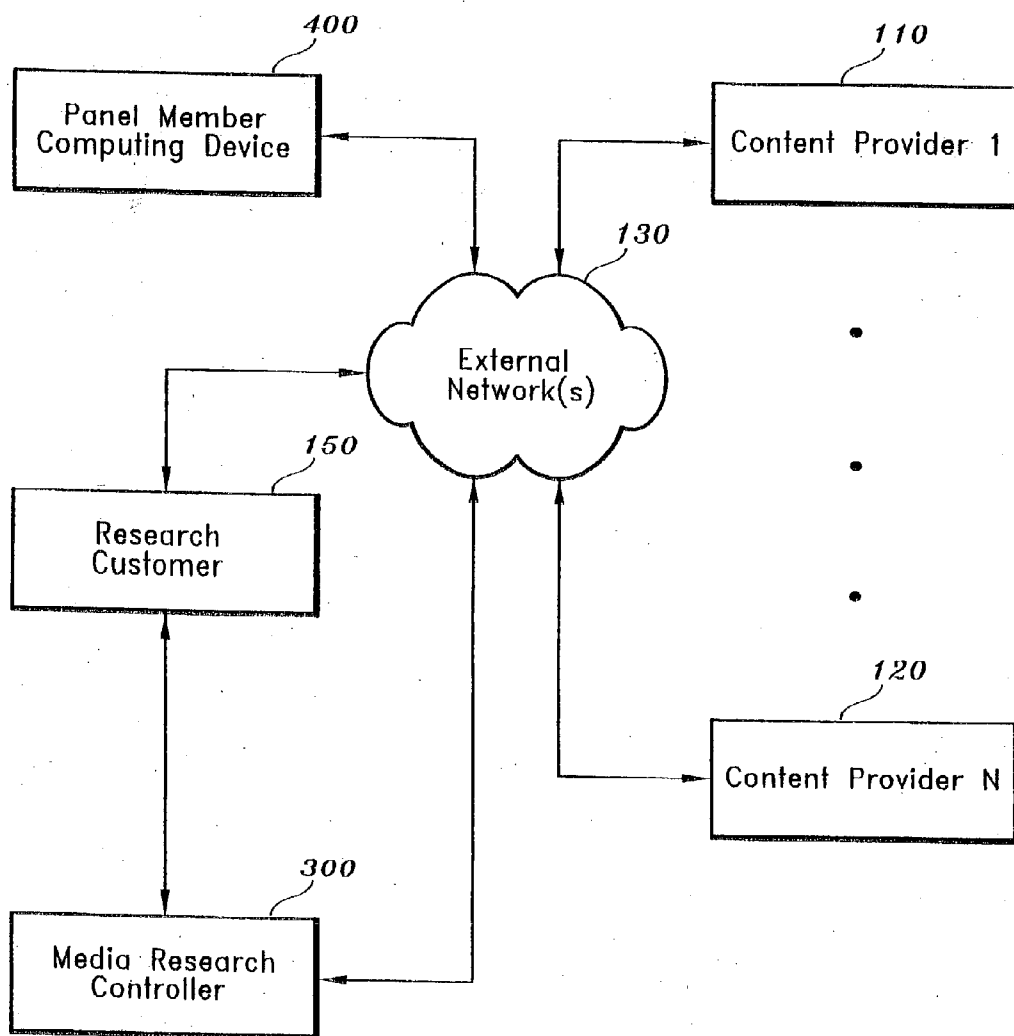 400
Panel Member
Computing Device
110
Content Provider 1
130
External
Network(s)
150
Research
Customer
120
Content Provider N
300
Media Research
Controller